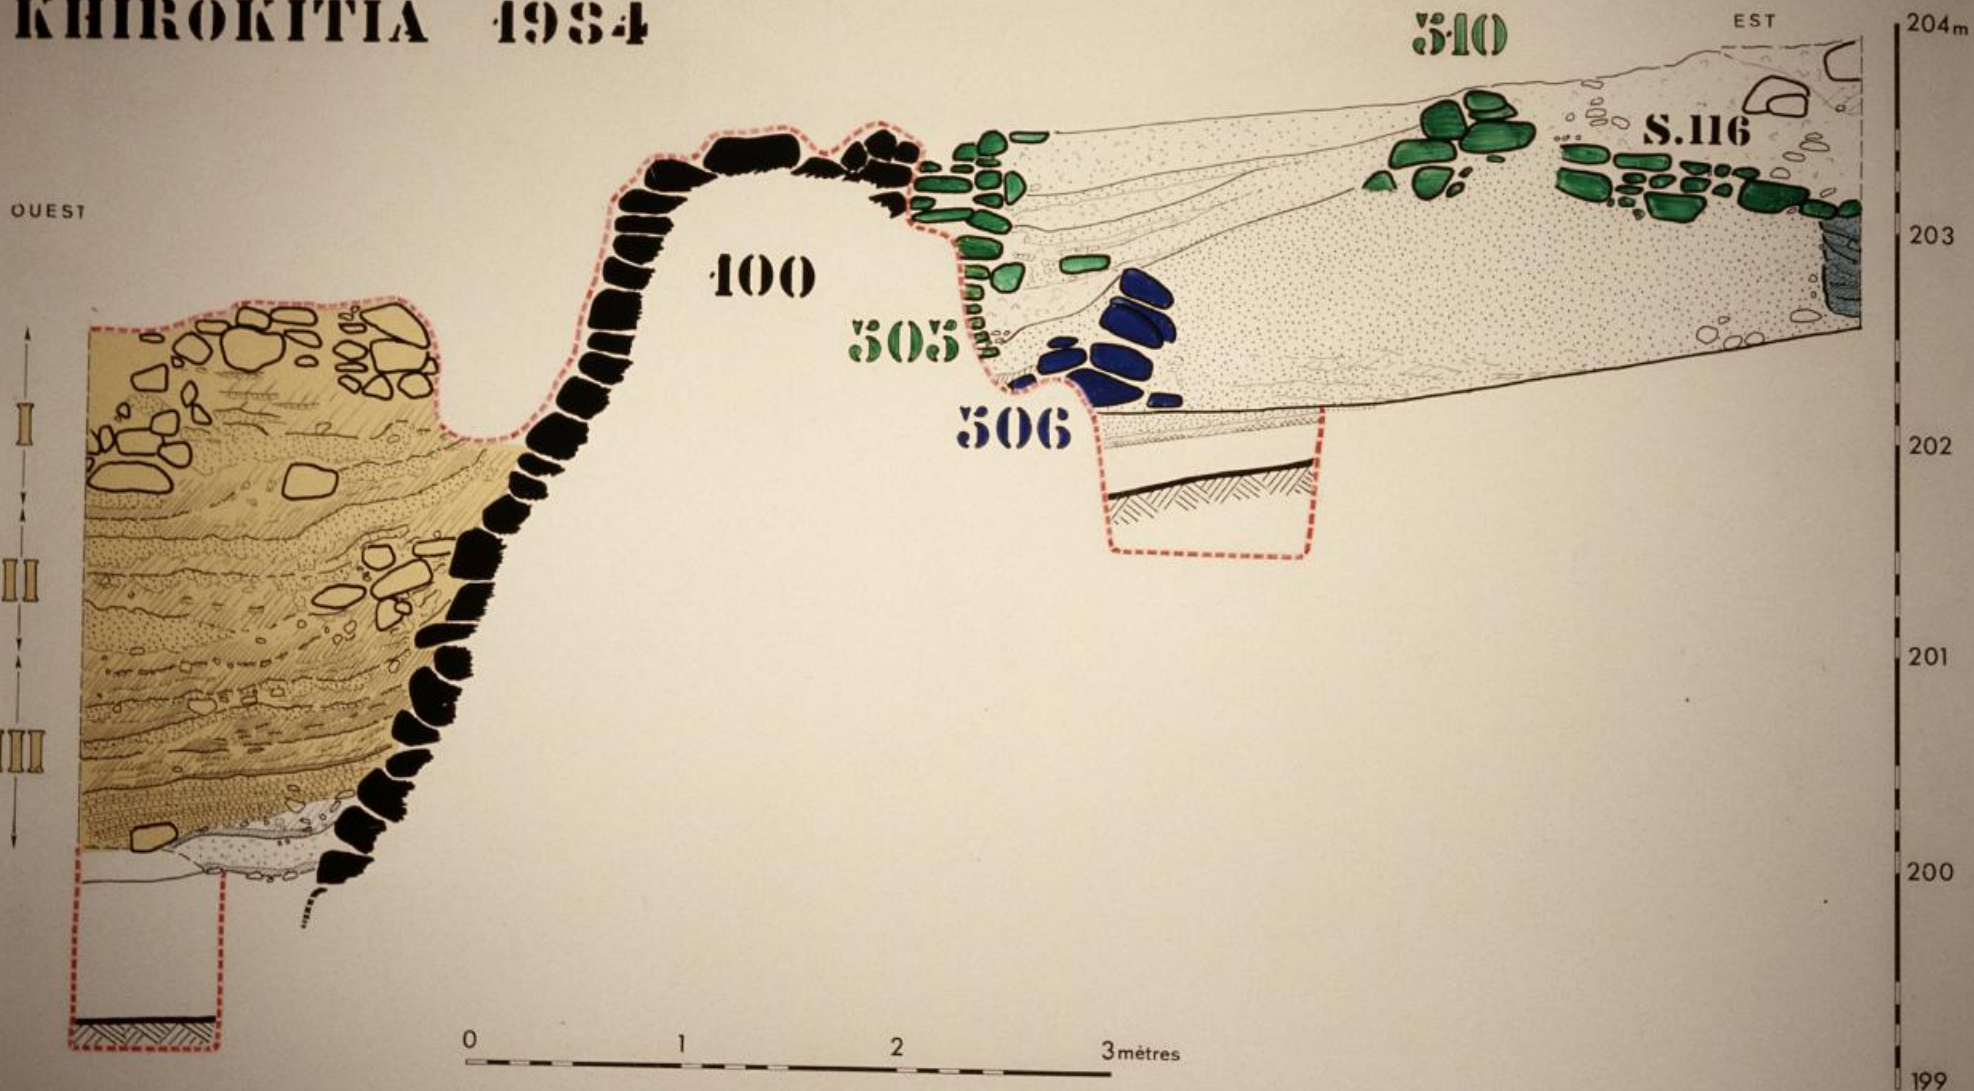 KHIROKITIA 1984
510
EST
204m
S.116
OUEST
203
100
505
506
202
I
II
201
III
200
0 1 2 3 mètres
199